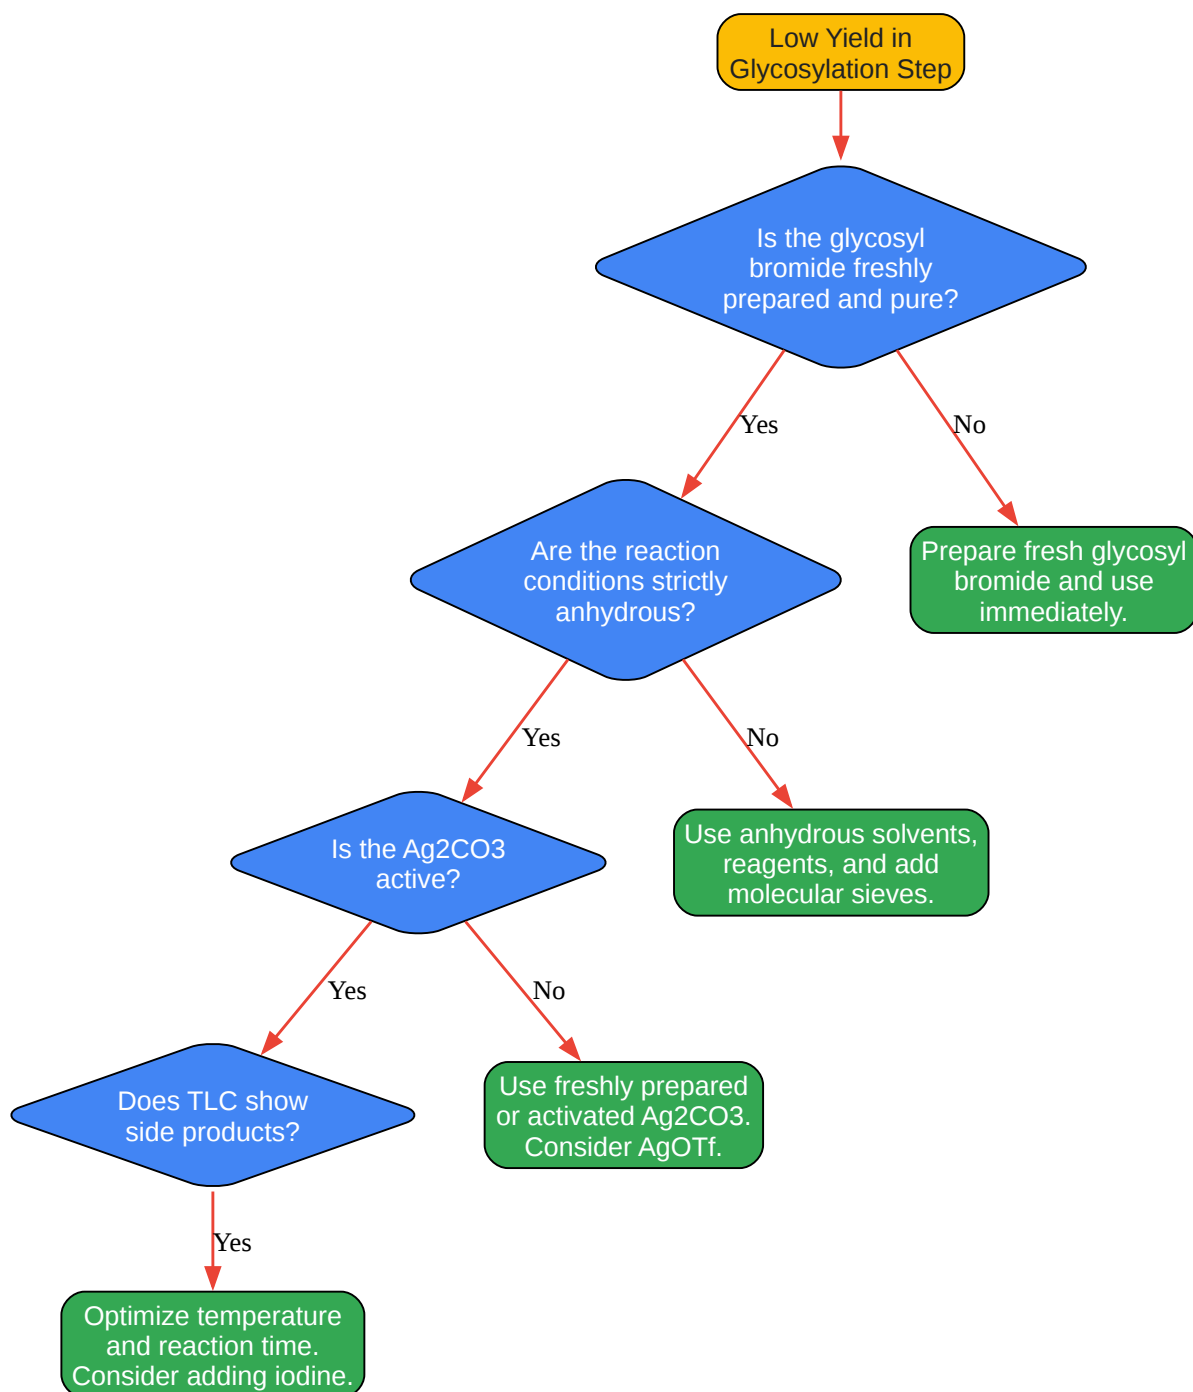 Low Yield in
Glycosylation Step
Is the glycosyl
bromide freshly
prepared and pure?
Yes
No
Are the reaction
conditions strictly
anhydrous?
Prepare fresh glycosyl
bromide and use
immediately.
Yes
No
Is the Ag2CO3
active?
Use anhydrous solvents,
reagents, and add
molecular sieves.
Yes
No
Does TLC show
side products?
Use freshly prepared
or activated Ag2CO3.
Consider AgOTf.
Yes
Optimize temperature
and reaction time.
Consider adding iodine.